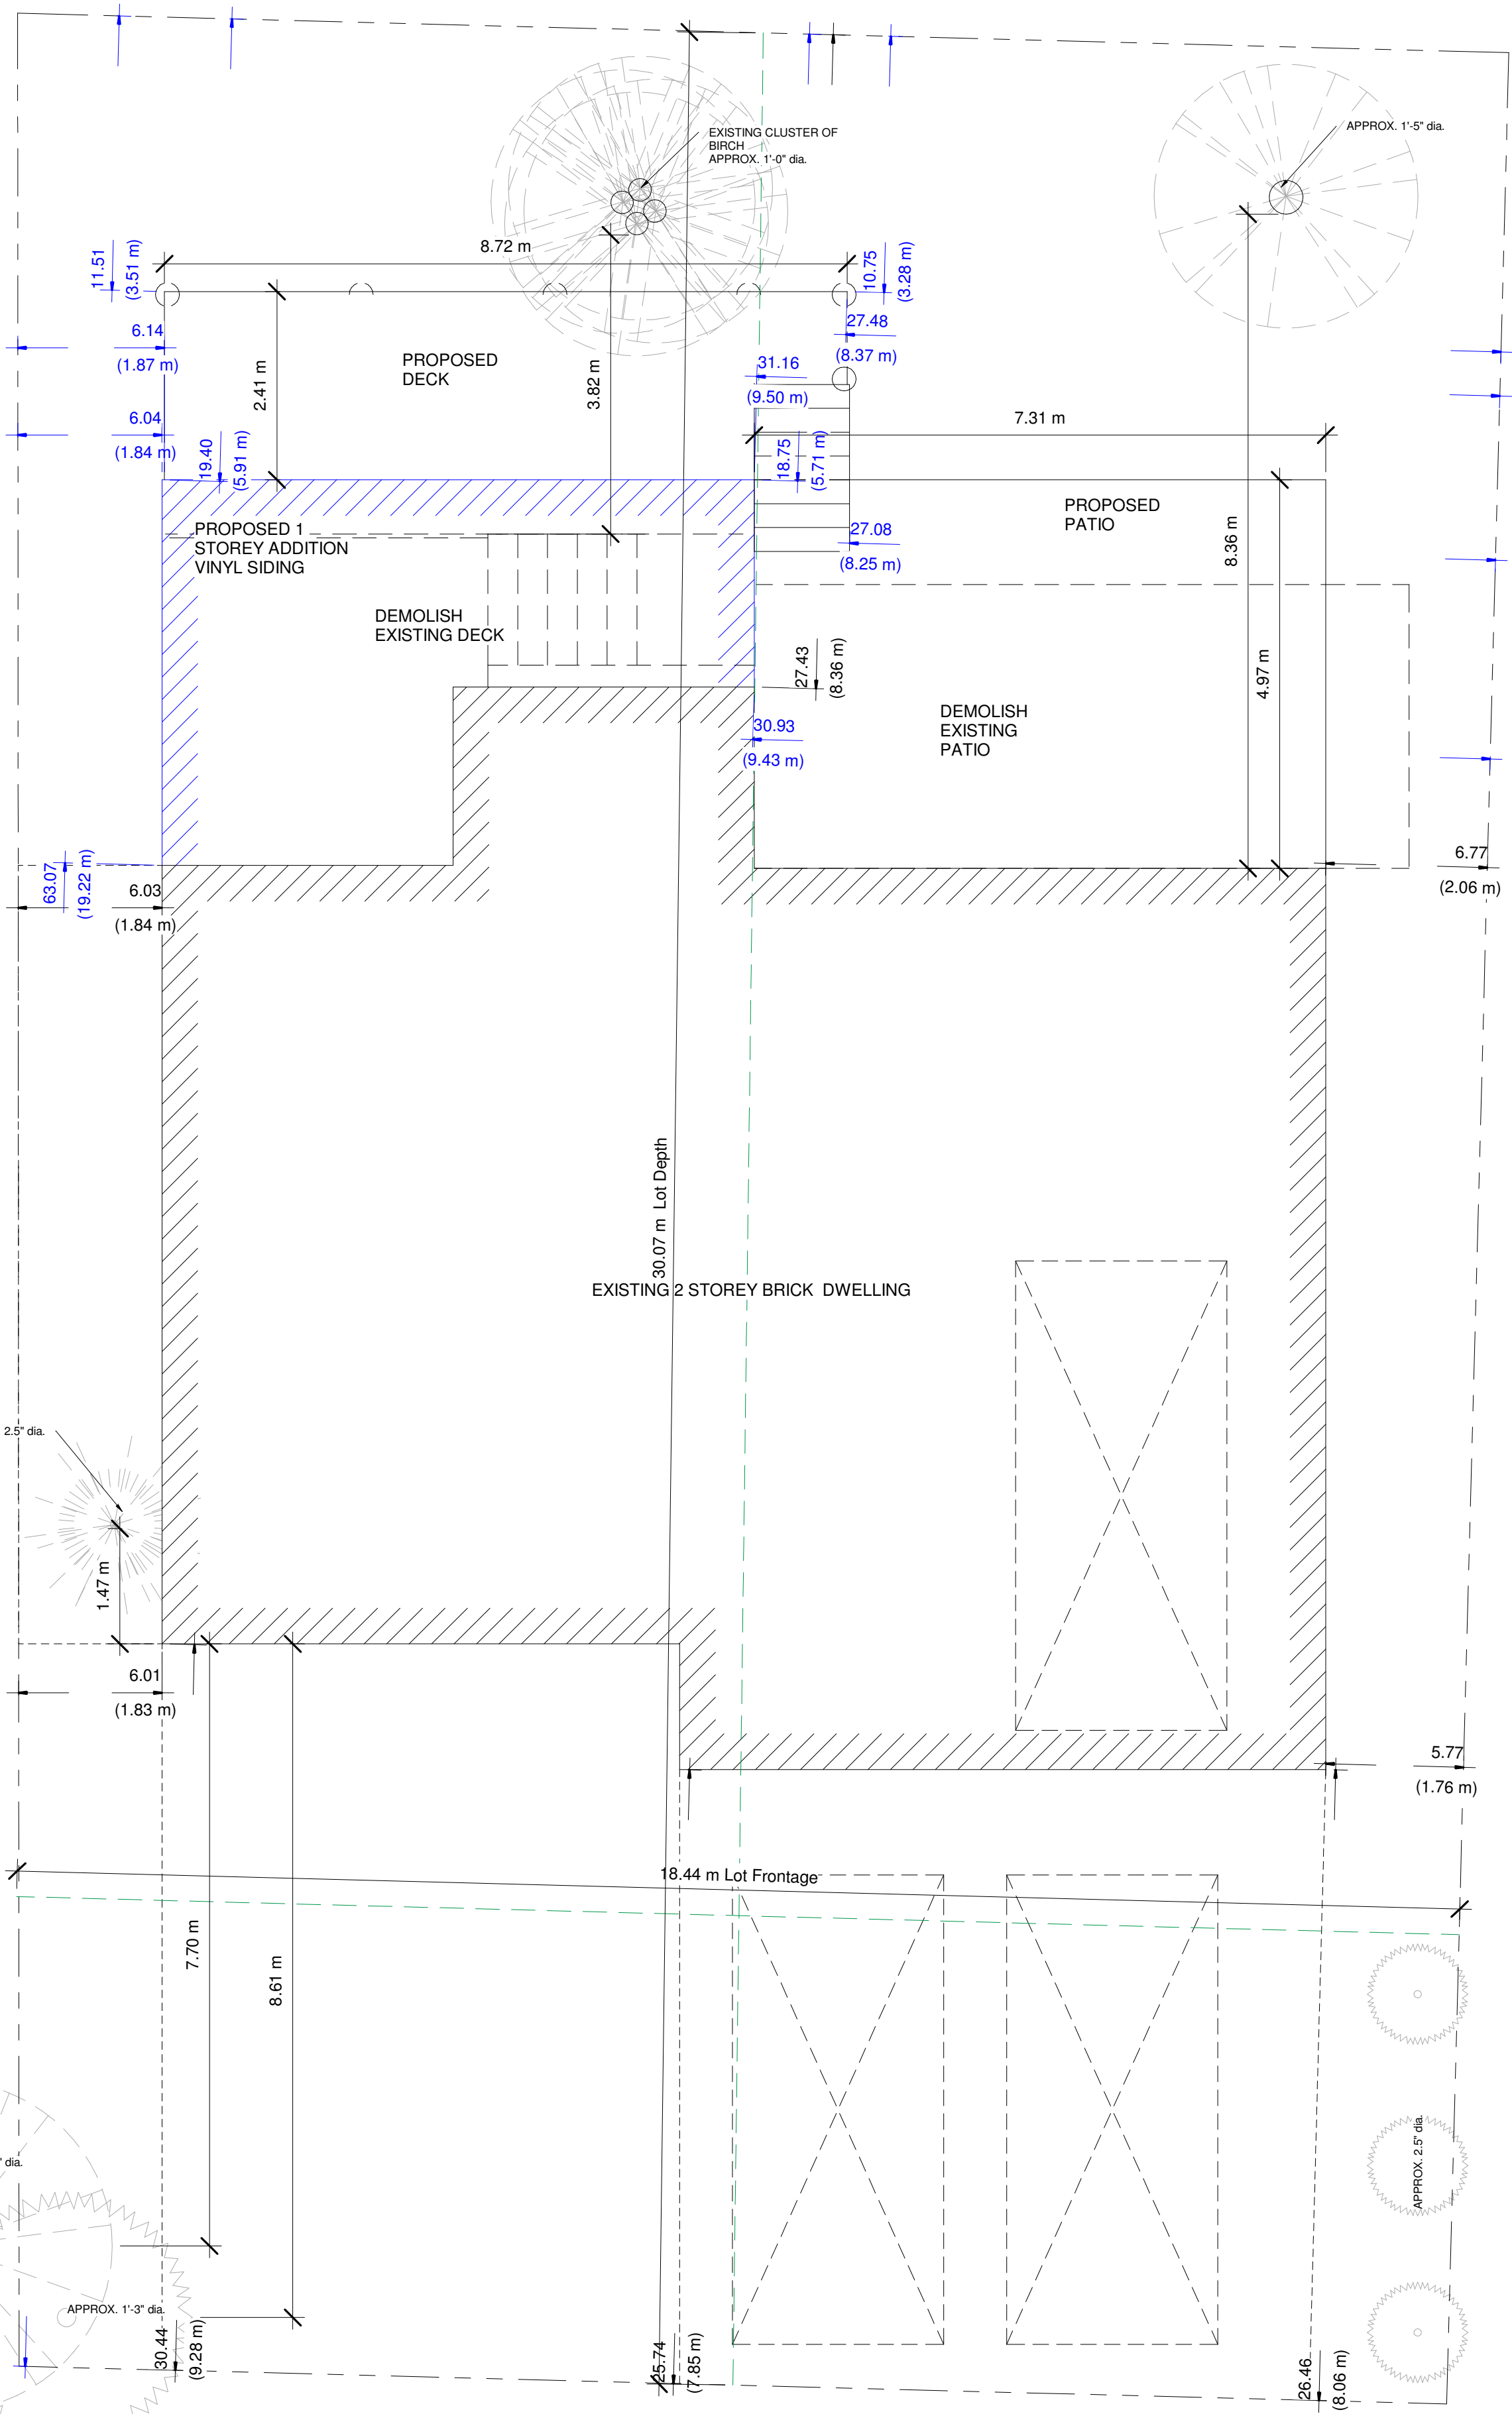 EXISTING CLUSTER OF
BIRCH
APPROX. 1'-0" dia.
APPROX. 1'-5" dia.
8.72 m
11.51
(3.51 m)
10.75
(3.28 m)
6.14
(1.87 m)
27.48
(8.37 m)
PROPOSED
DECK
2.41 m
3.82 m
31.16
(9.50 m)
6.04
(1.84 m)
7.31 m
19.40
(5.91 m)
18.75
(5.71 m)
PROPOSED 1
STOREY ADDITION
VINYL SIDING
PROPOSED
PATIO
27.08
(8.25 m)
8.36 m
DEMOLISH
EXISTING DECK
27.43
(8.36 m)
4.97 m
30.93
(9.43 m)
DEMOLISH
EXISTING
PATIO
63.07
(19.22 m)
6.03
(1.84 m)
6.77
(2.06 m)
30.07 m Lot Depth
EXISTING 2 STOREY BRICK DWELLING
2.5" dia.
1.47 m
6.01
(1.83 m)
5.77
(1.76 m)
18.44 m Lot Frontage
7.70 m
8.61 m
" dia.
APPROX. 2.5" dia.
APPROX. 1'-3" dia.
30.44
(9.28 m)
25.74
(7.85 m)
26.46
(8.06 m)